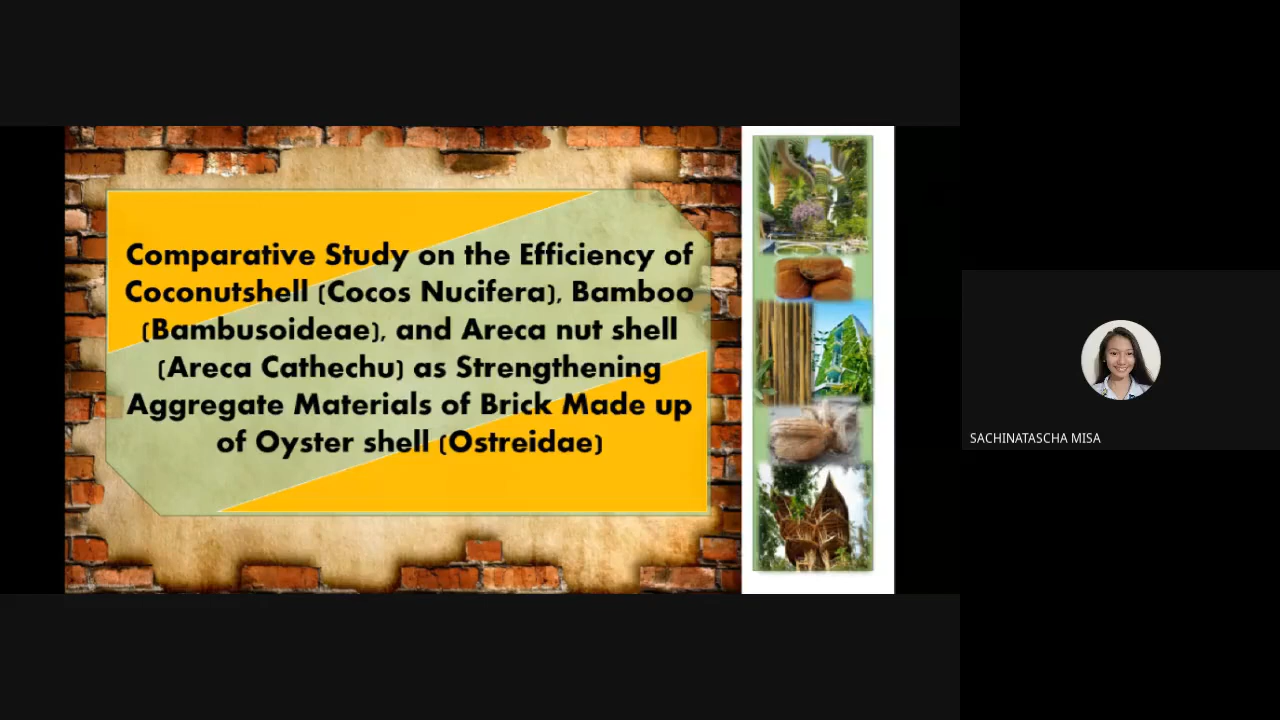 Comparative Study on the Efficiency of
Coconutshell (Cocos Nucifera), Bamboo
(Bambusoideae), and Areca nut shell
(Areca Cathechu) as Strengthening
Aggregate Materials of Brick Made up
of Oyster shell (Ostreidae)
SACHINATASCHA MISA